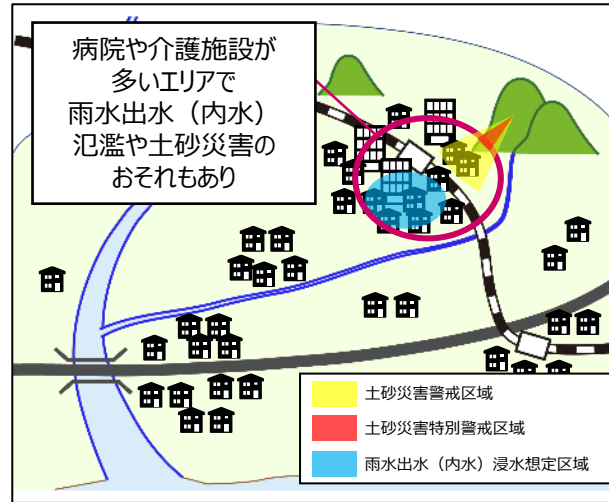 病院や介護施設が
多いエリアで
雨水出水（内水）
氾濫や土砂災害の
おそれもあり
土砂災害警戒区域
土砂災害特別警戒区域
雨水出水（内水）浸水想定区域